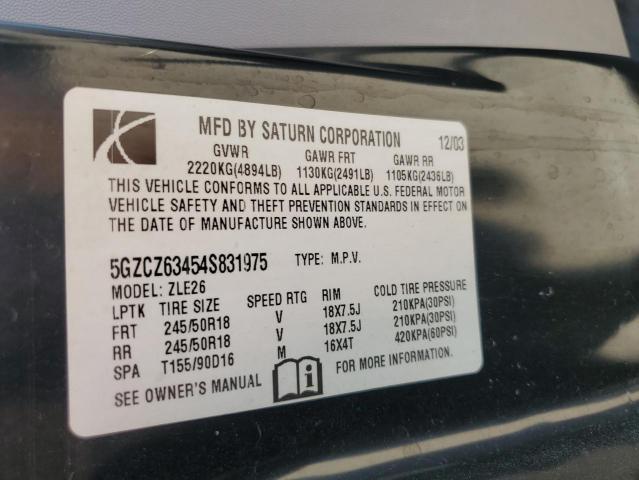 MFD BY SATURN CORPORATION 12/03
GVWR GAWR FRT GAWR RR
2220KG(4894LB) 1130KG(2491LB) 1105KG(2436LB)
THIS VEHICLE CONFORMS TO ALL APPLICABLE U.S. FEDERAL MOTOR
VEHICLE SAFETY AND THEFT PREVENTION STANDARDS IN EFFECT ON
THE DATE OF MANUFACTURE SHOWN ABOVE.
5GZCZ63454S831975 TYPE: M.P.V.
MODEL: ZLE26
LPTK TIRE SIZE SPEED RTG RIM COLD TIRE PRESSURE
FRT 245/50R18 V 18X7.5J 210KPA(30PSI)
RR 245/50R18 V 18X7.5J 210KPA(30PSI)
SPA T155/90D16 M 16X4T 420KPA(60PSI)
SEE OWNER'S MANUAL FOR MORE INFORMATION.